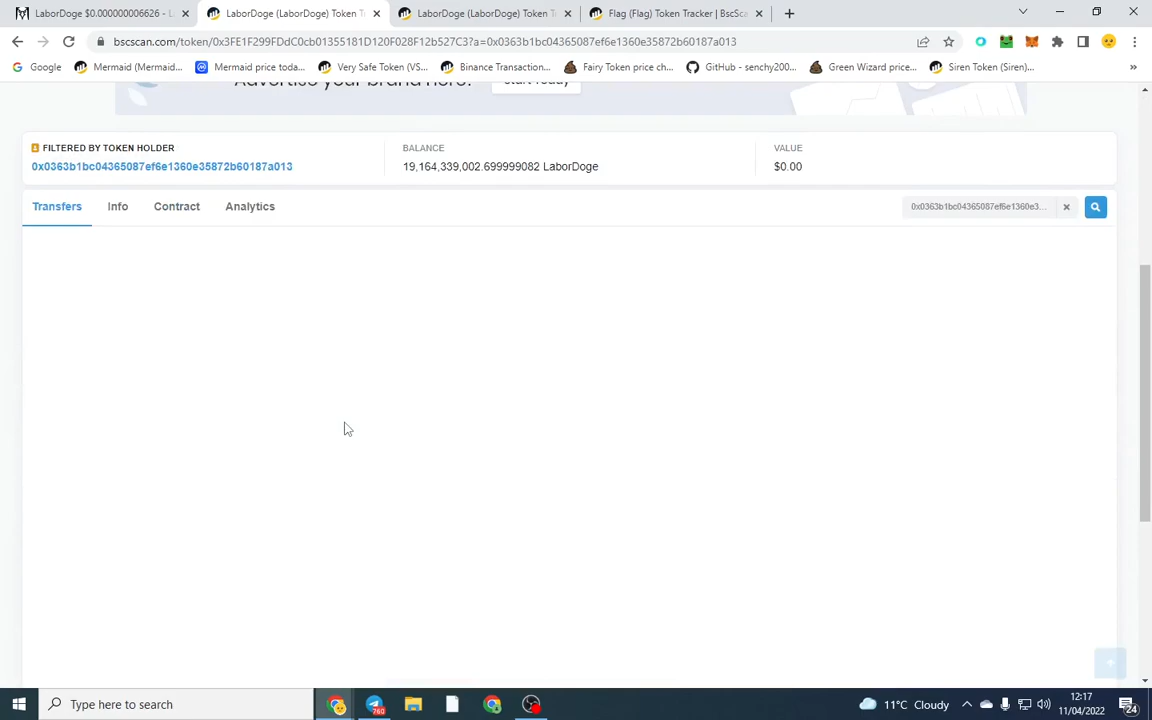 LaborDoge $0.000000006626 - L
LaborDoge (LaborDoge) Token T
LaborDoge (LaborDoge) Token T
Flag (Flag) Token Tracker | BscSca
bscscan.com/token/0x3FE1F299FDdC0cb01355181D120F028F12b527C3?a=0x0363b1bc04365087ef6e1360e35872b60187a013
Google
Mermaid (Mermaid...
Mermaid price toda...
Very Safe Token (VS...
Binance Transaction...
Fairy Token price ch...
GitHub - senchy200...
Green Wizard price...
Siren Token (Siren)...
»
Advertise your brand here!
Start Today
FILTERED BY TOKEN HOLDER
0x0363b1bc04365087ef6e1360e35872b60187a013
BALANCE
19,164,339,002.699999082 LaborDoge
VALUE
$0.00
Transfers
Info
Contract
Analytics
0x0363b1bc04365087ef6e1360e3...
Type here to search
760
11°C Cloudy
12:17
11/04/2022
24